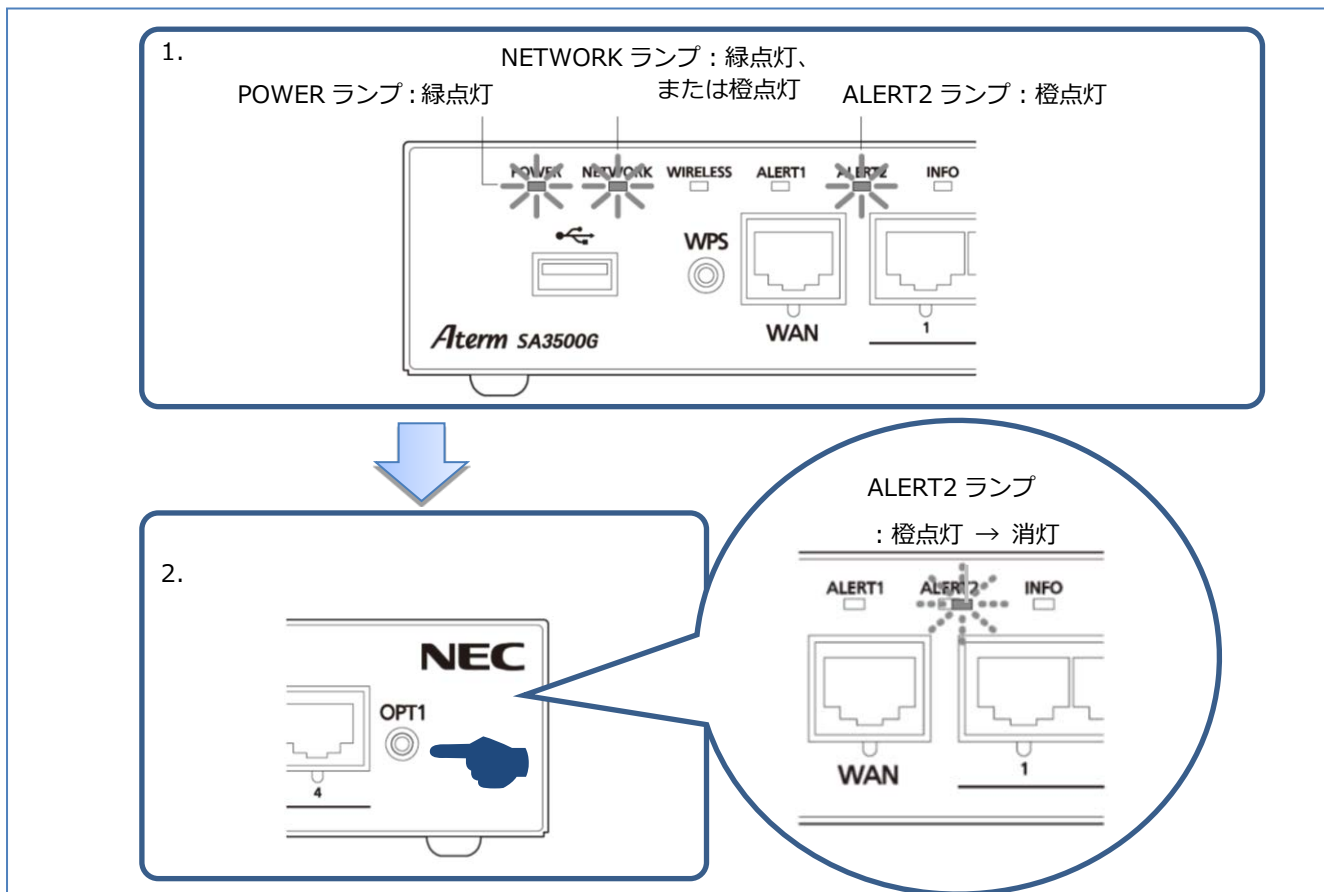 1.
NETWORK ランプ：緑点灯、
または橙点灯
POWER ランプ：緑点灯
ALERT2 ランプ：橙点灯
POWER NETWORK WIRELESS ALERT1 ALERT2 INFO
WPS
WAN
1
Aterm SA3500G
2.
NEC
OPT1
4
ALERT2 ランプ
：橙点灯 → 消灯
ALERT1 ALERT2 INFO
WAN
1